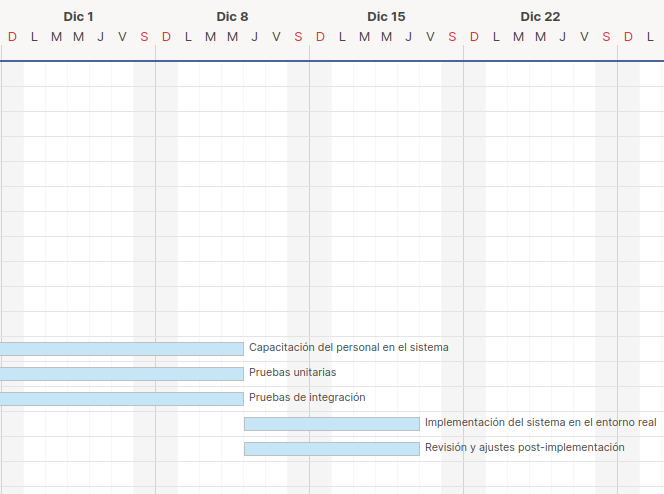 Dic 1 Dic 8 Dic 15 Dic 22
D L M M J V S D L M M J V S D L M M J V S D L M M J V S D L
Capacitación del personal en el sistema
Pruebas unitarias
Pruebas de integración
Implementación del sistema en el entorno real
Revisión y ajustes post-implementación